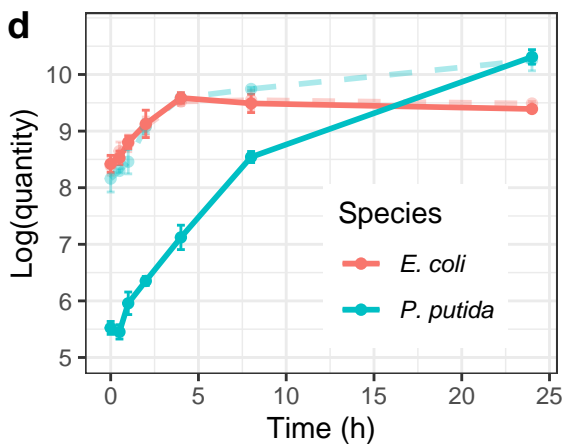 d
Log(quantity)
10
9
8
7
6
5
Species
E. coli
P. putida
0 5 10 15 20 25
Time (h)